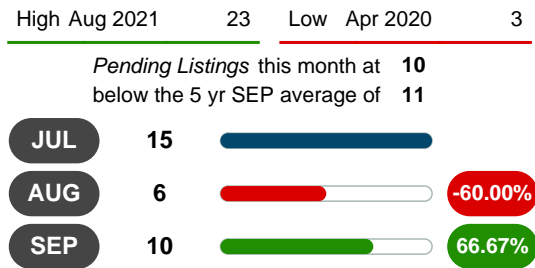 High Aug 2021 23 Low Apr 2020 3
Pending Listings this month at 10
below the 5 yr SEP average of 11
JUL 15
AUG 6 -60.00%
SEP 10 66.67%